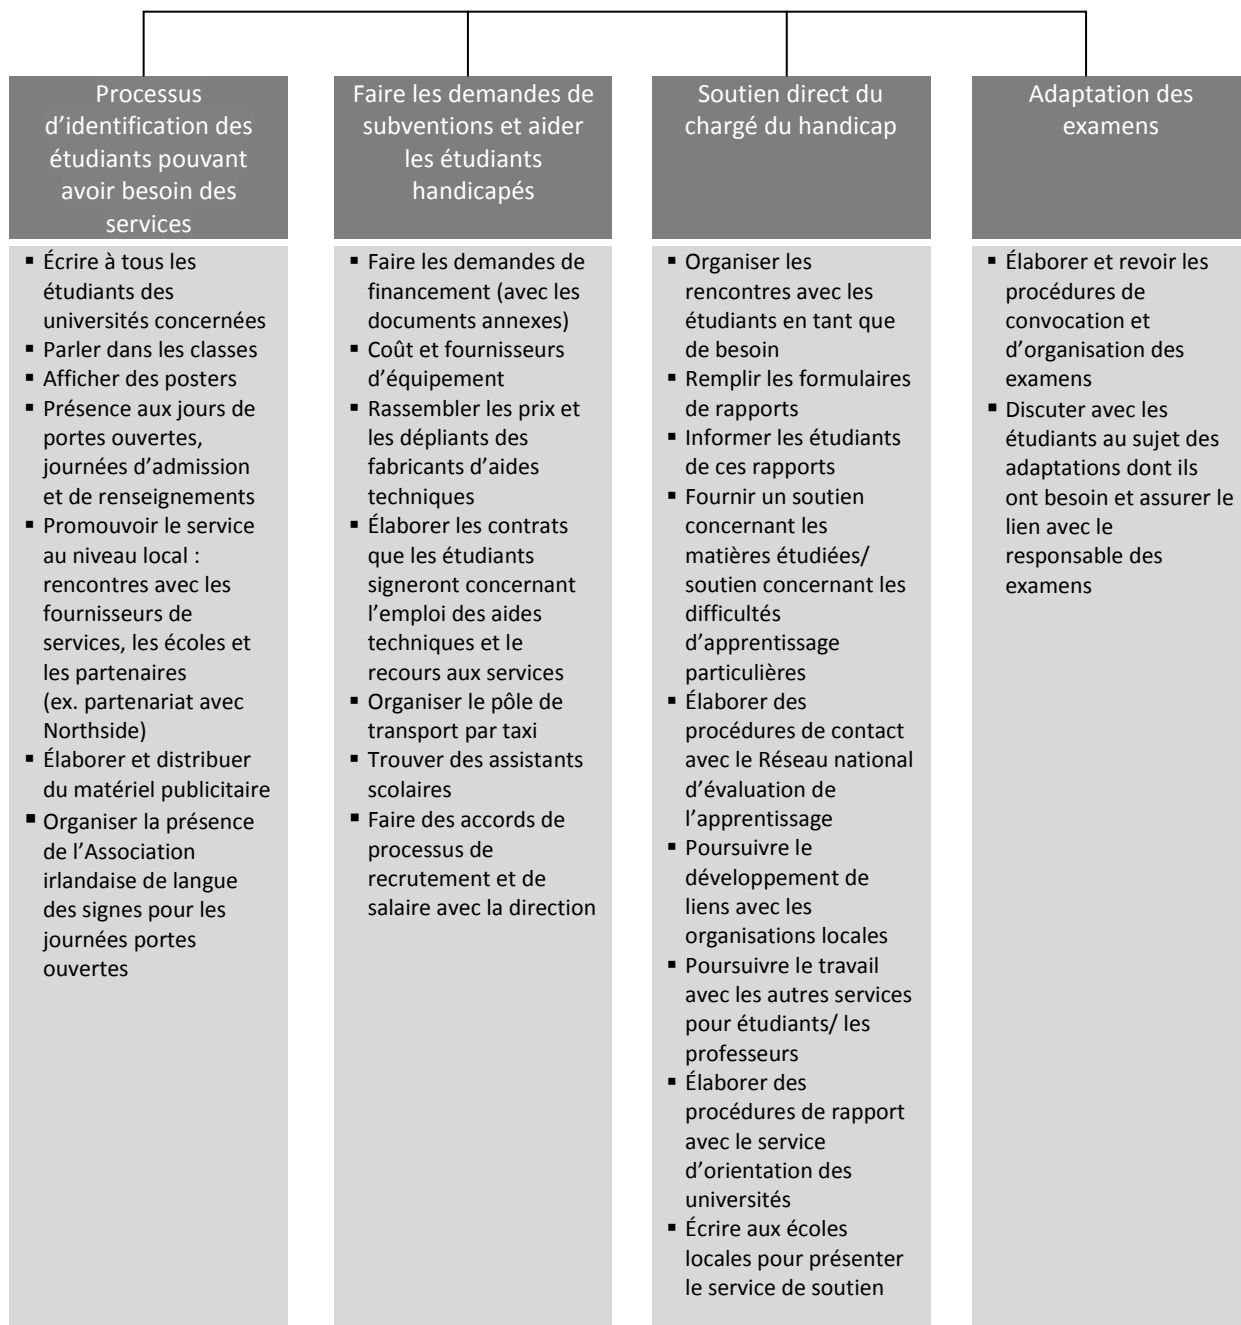 Processus
d’identification des
étudiants pouvant
avoir besoin des
services
▪ Écrire à tous les
étudiants des
universités concernées
▪ Parler dans les classes
▪ Afficher des posters
▪ Présence aux jours de
portes ouvertes,
journées d’admission
et de renseignements
▪ Promouvoir le service
au niveau local :
rencontres avec les
fournisseurs de
services, les écoles et
les partenaires
(ex. partenariat avec
Northside)
▪ Élaborer et distribuer
du matériel publicitaire
▪ Organiser la présence
de l’Association
irlandaise de langue
des signes pour les
journées portes
ouvertes
Faire les demandes de
subventions et aider
les étudiants
handicapés
▪ Faire les demandes de
financement (avec les
documents annexes)
▪ Coût et fournisseurs
d’équipement
▪ Rassembler les prix et
les dépliants des
fabricants d’aides
techniques
▪ Élaborer les contrats
que les étudiants
signeront concernant
l’emploi des aides
techniques et le
recours aux services
▪ Organiser le pôle de
transport par taxi
▪ Trouver des assistants
scolaires
▪ Faire des accords de
processus de
recrutement et de
salaire avec la direction
Soutien direct du
chargé du handicap
▪ Organiser les
rencontres avec les
étudiants en tant que
de besoin
▪ Remplir les formulaires
de rapports
▪ Informer les étudiants
de ces rapports
▪ Fournir un soutien
concernant les
matières étudiées/
soutien concernant les
difficultés
d’apprentissage
particulières
▪ Élaborer des
procédures de contact
avec le Réseau national
d’évaluation de
l’apprentissage
▪ Poursuivre le
développement de
liens avec les
organisations locales
▪ Poursuivre le travail
avec les autres services
pour étudiants/ les
professeurs
▪ Élaborer des
procédures de rapport
avec le service
d’orientation des
universités
▪ Écrire aux écoles
locales pour présenter
le service de soutien
Adaptation des
examens
▪ Élaborer et revoir les
procédures de
convocation et
d’organisation des
examens
▪ Discuter avec les
étudiants au sujet des
adaptations dont ils
ont besoin et assurer le
lien avec le
responsable des
examens